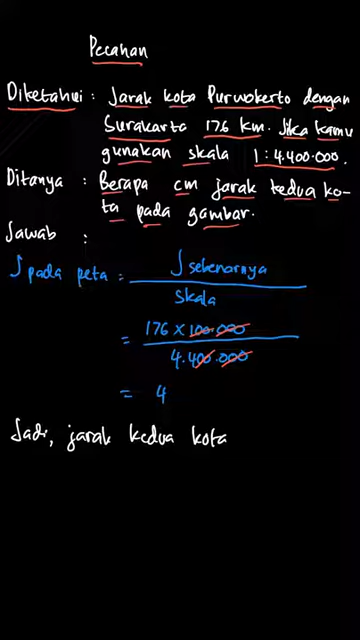 Pecahan
Diketahui : Jarak kota Purwokerto dengan
Surakarta 176 km. Jika kamu
gunakan skala 1 : 4.400.000.
Ditanya : Berapa cm jarak kedua ko-
ta pada gambar.
Jawab :
J pada peta = J sebenarnya
Skala
= 176 x 100.000
4.400.000
= 4
Jadi, jarak kedua kota